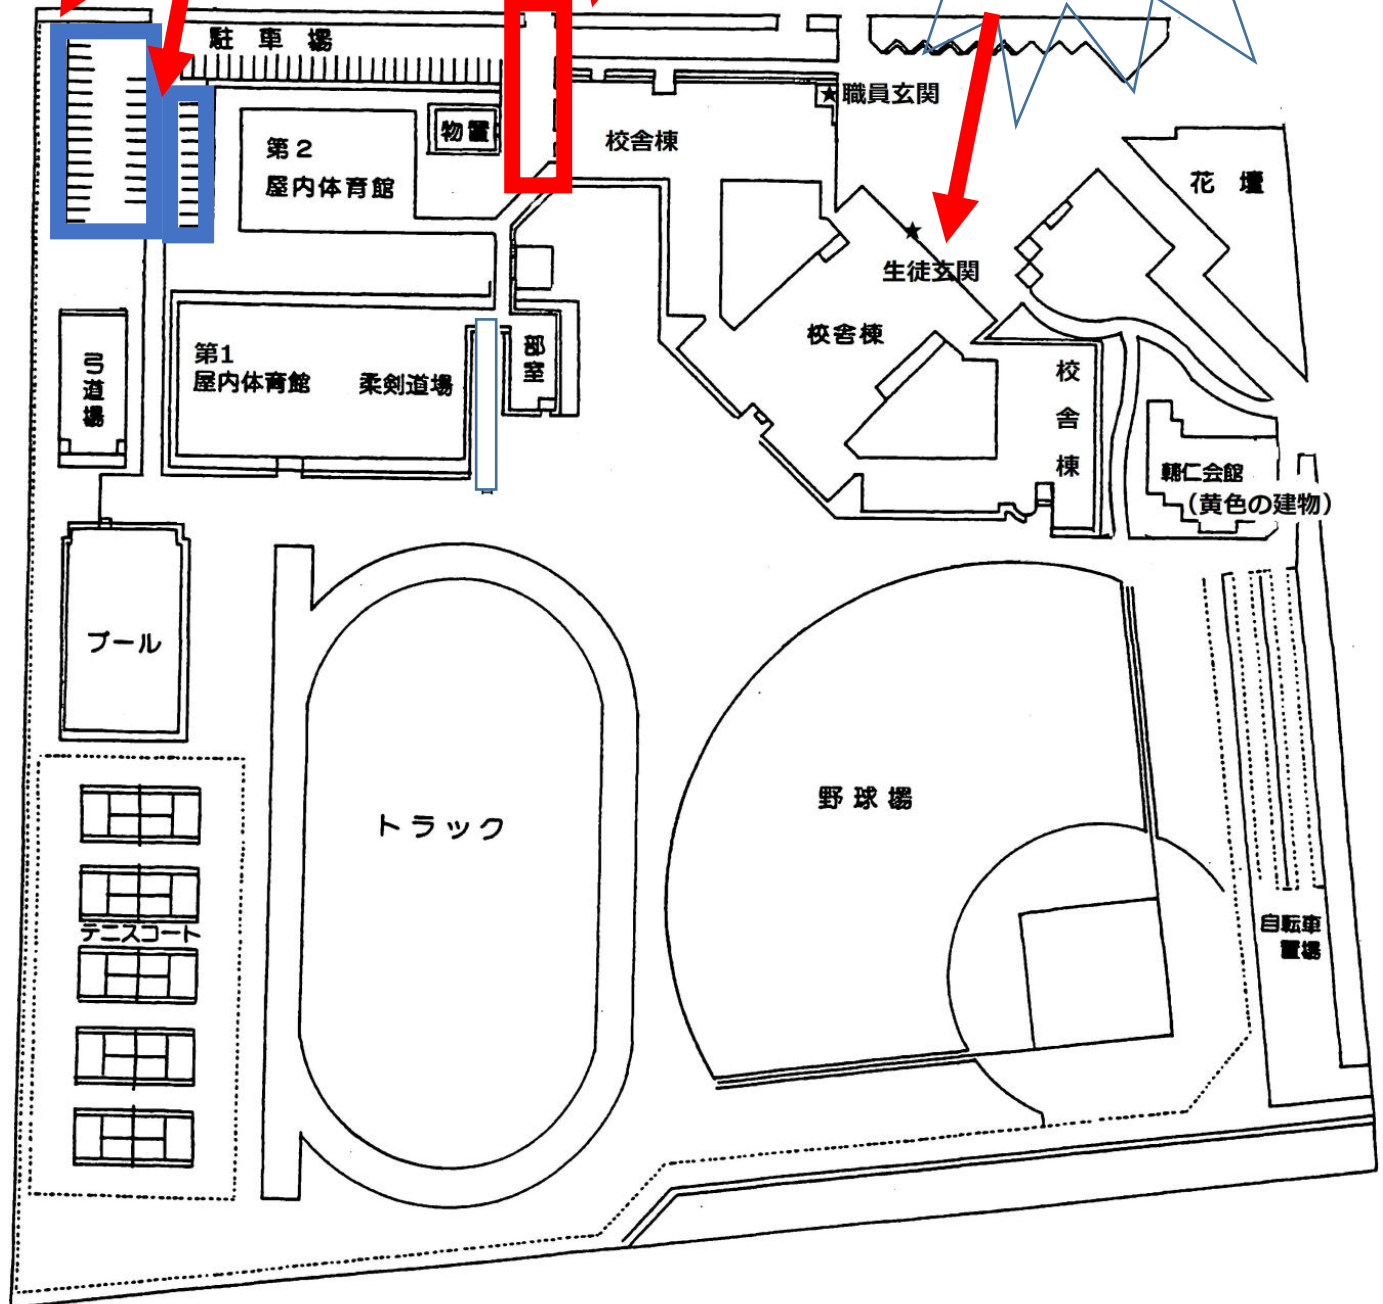 駐車場
★職員玄関
物置
校舎棟
第2
屋内体育館
花壇
★
生徒玄関
校舎棟
部室
第1
屋内体育館
柔剣道場
弓道場
校舎棟
輔仁会館
(黄色の建物)
プール
野球場
トラック
テニスコート
自転車
置場